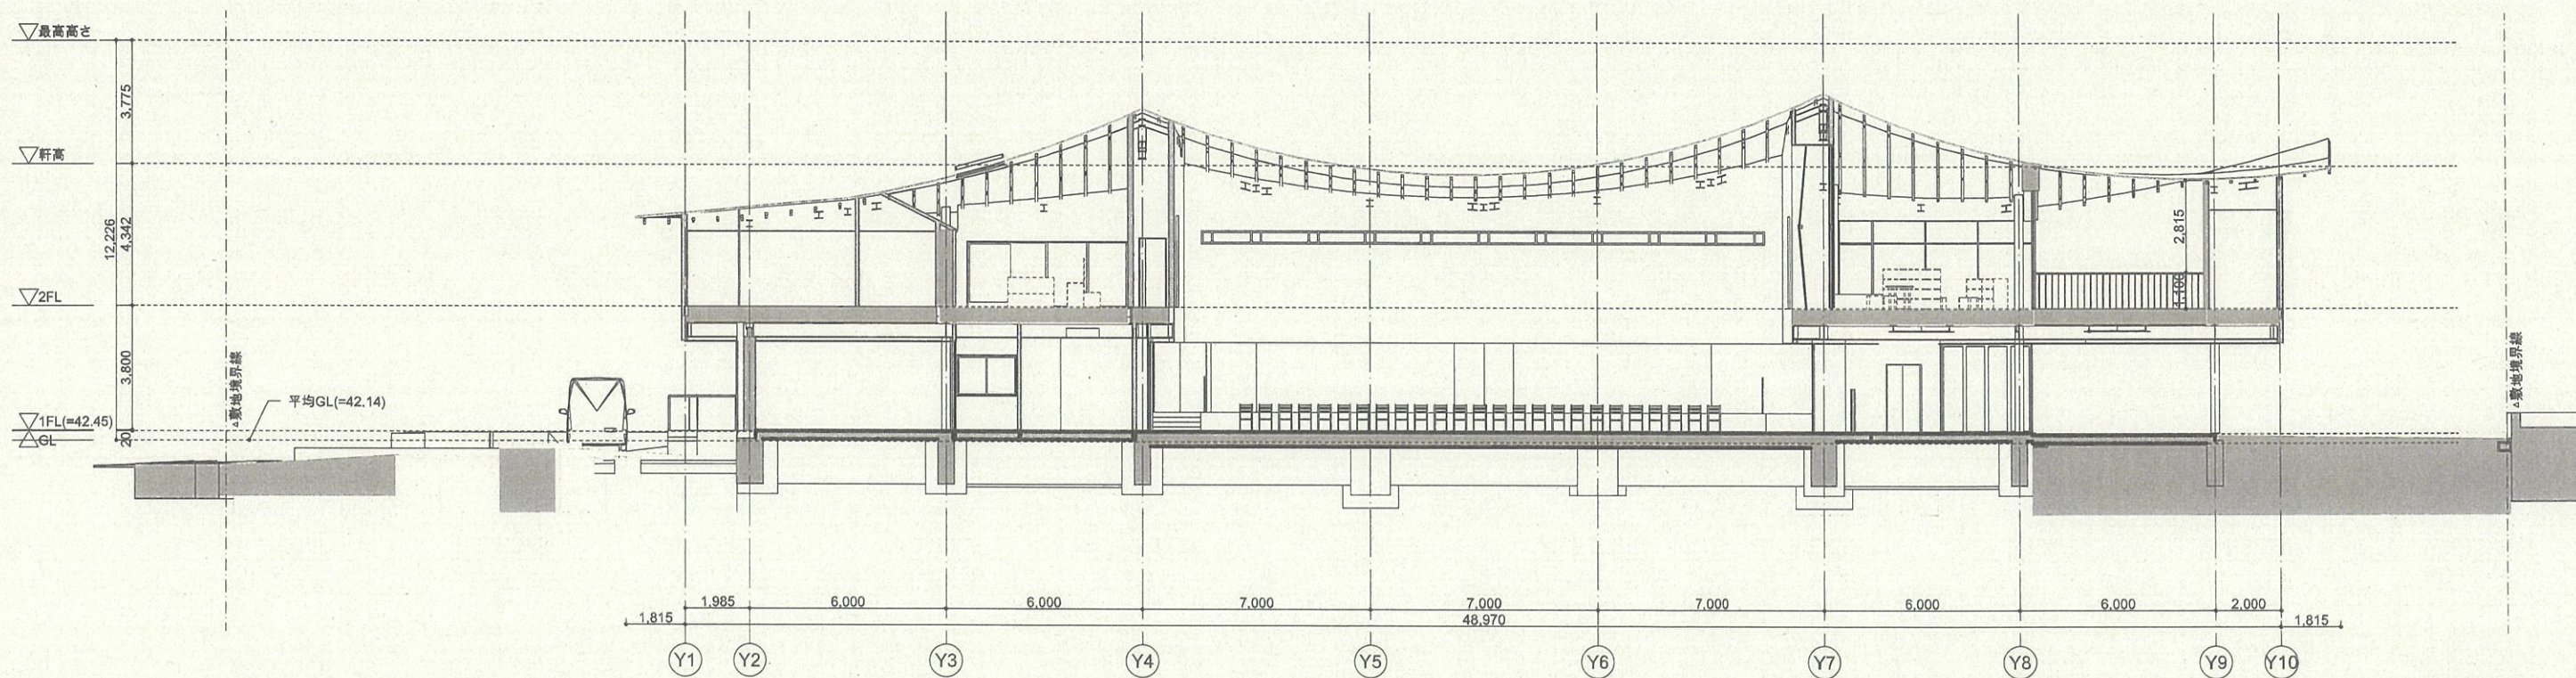 ▽最高高さ
3,775
▽軒高
12,226
4,342
2,815
▽2FL
1,100
3,800
△敷地境界線
△敷地境界線
平均GL(=42.14)
▽1FL(=42.45)
△GL
20
1,985
6,000
6,000
7,000
7,000
7,000
6,000
6,000
2,000
1,815
48,970
1,815
Y1
Y2
Y3
Y4
Y5
Y6
Y7
Y8
Y9
Y10